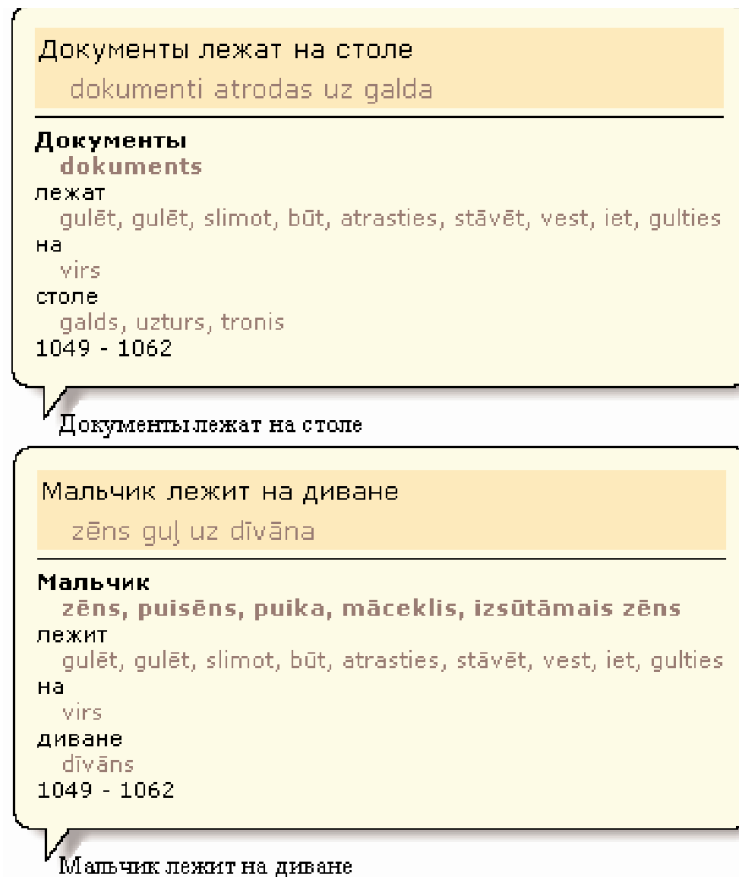 Документы лежат на столе
dokumenti atrodas uz galda
Документы
dokuments
лежат
gulēt, gulēt, slimot, būt, atrasties, stāvēt, vest, iet, gulties
на
virs
столе
galds, uzturs, tronis
1049 - 1062
Документы лежат на столе
Мальчик лежит на диване
zēns guļ uz dīvāna
Мальчик
zēns, puisēns, puika, māceklis, izsūtāmais zēns
лежит
gulēt, gulēt, slimot, būt, atrasties, stāvēt, vest, iet, gulties
на
virs
диване
dīvāns
1049 - 1062
Мальчик лежит на диване